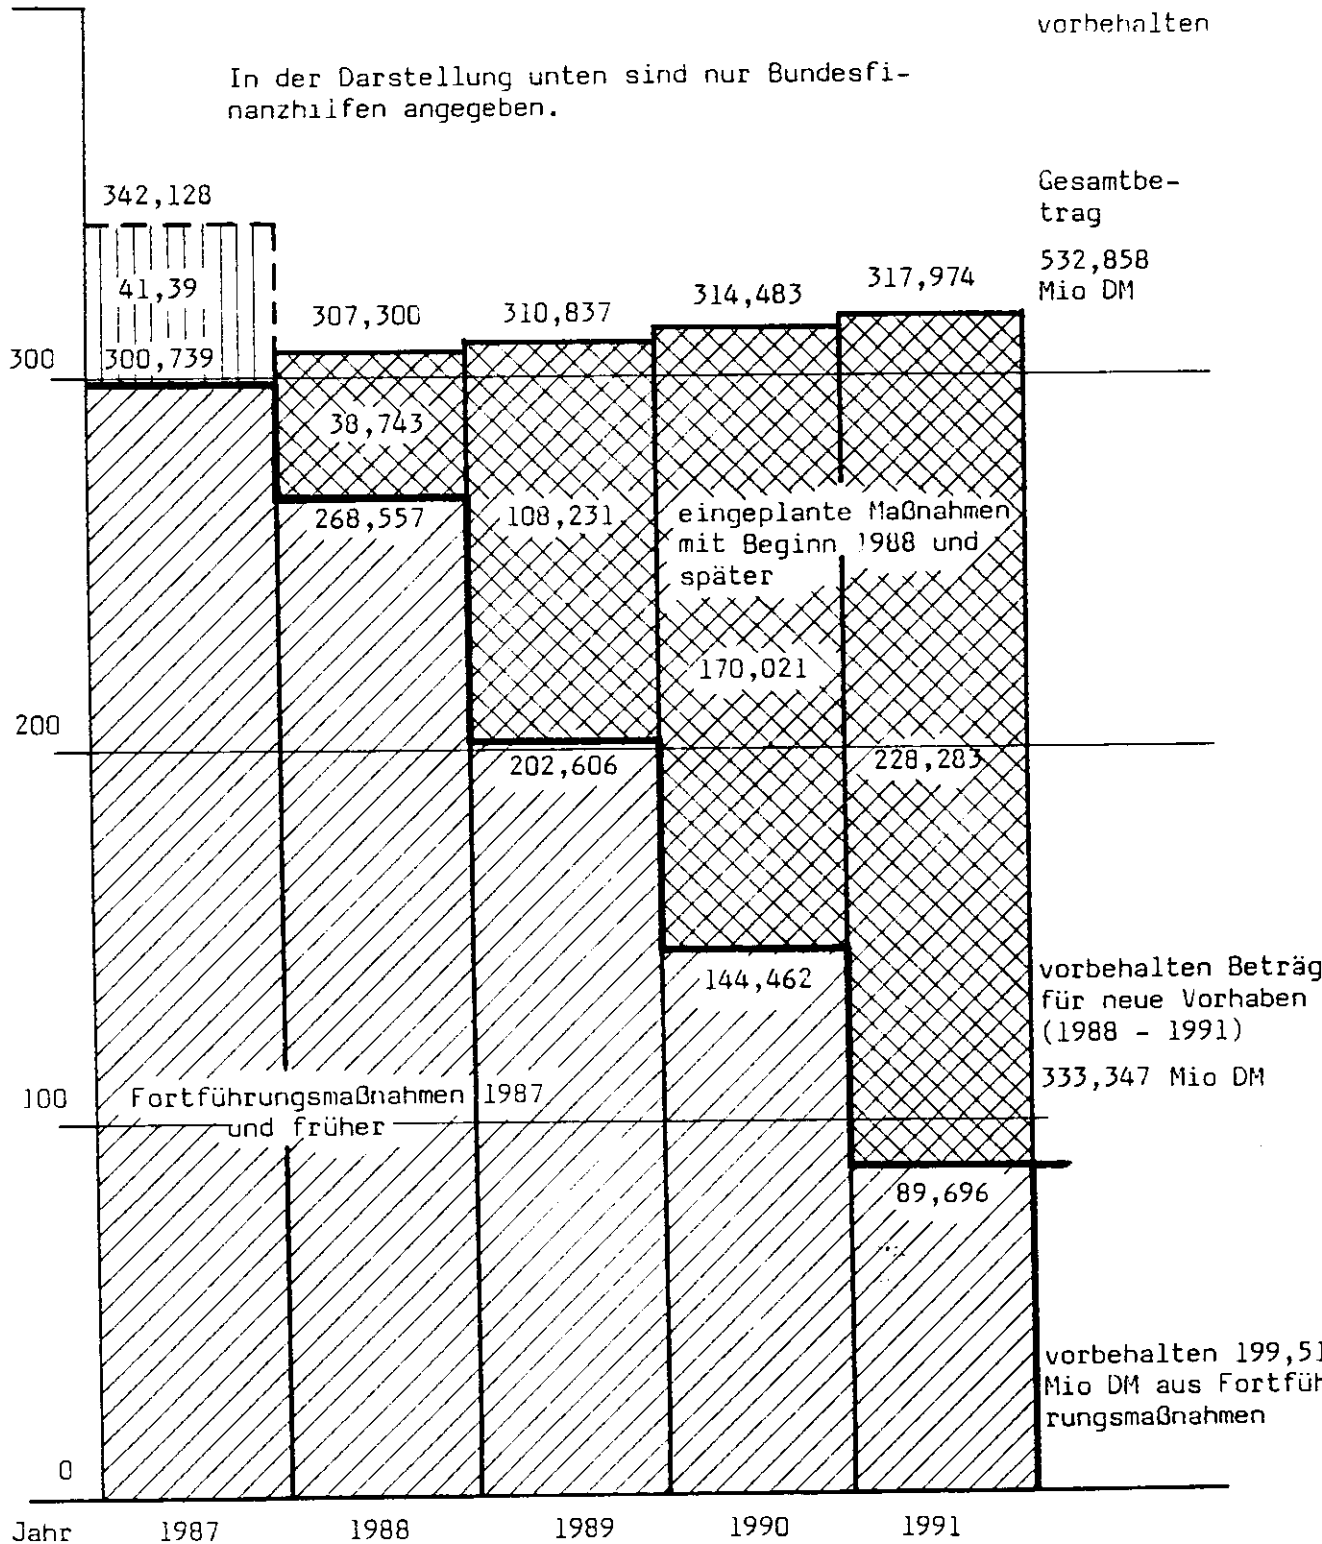 vorbehalten
In der Darstellung unten sind nur Bundesfi-
nanzhilfen angegeben.
Gesamtbe-
trag
532,858
Mio DM
342,128
41,39
300,739
307,300
310,837
314,483
317,974
300
38,743
268,557
108,231
eingeplante Maßnahmen
mit Beginn 1988 und
später
170,021
200
202,606
228,283
144,462
vorbehalten Beträg
für neue Vorhaben
(1988 - 1991)
333,347 Mio DM
100
Fortführungsmaßnahmen 1987
und früher
89,696
vorbehalten 199,51
Mio DM aus Fortfüh
rungsmaßnahmen
0
Jahr 1987 1988 1989 1990 1991